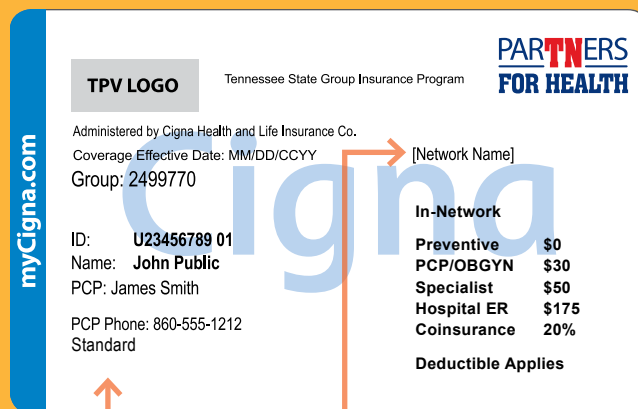 PARTNERS
FOR HEALTH
TPV LOGO
Tennessee State Group Insurance Program
Administered by Cigna Health and Life Insurance Co.
Coverage Effective Date: MM/DD/CCYY
[Network Name]
Group: 2499770
Cigna
myCigna.com
ID: U23456789 01
Name: John Public
PCP: James Smith
PCP Phone: 860-555-1212
Standard
In-Network
Preventive $0
PCP/OBGYN $30
Specialist $50
Hospital ER $175
Coinsurance 20%
Deductible Applies